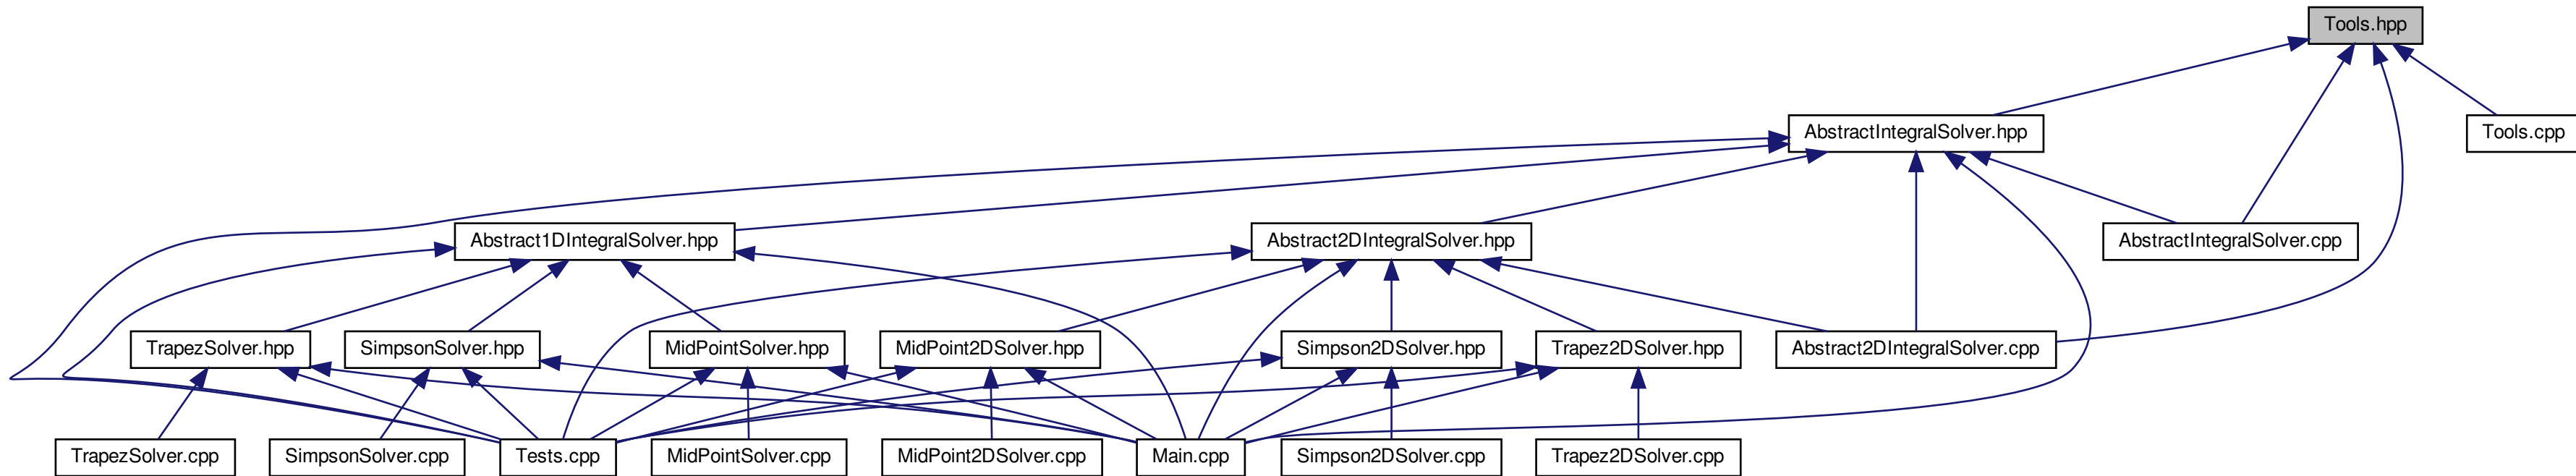 Tools.hpp
AbstractIntegralSolver.hpp
Tools.cpp
Abstract1DIntegralSolver.hpp
Abstract2DIntegralSolver.hpp
AbstractIntegralSolver.cpp
TrapezSolver.hpp
SimpsonSolver.hpp
MidPointSolver.hpp
MidPoint2DSolver.hpp
Simpson2DSolver.hpp
Trapez2DSolver.hpp
Abstract2DIntegralSolver.cpp
TrapezSolver.cpp
SimpsonSolver.cpp
Tests.cpp
MidPointSolver.cpp
MidPoint2DSolver.cpp
Main.cpp
Simpson2DSolver.cpp
Trapez2DSolver.cpp